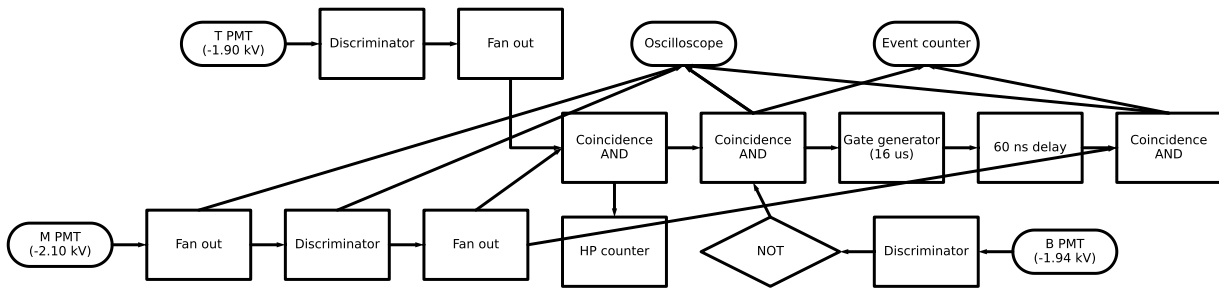 T PMT
(-1.90 kV)
Discriminator
Fan out
Oscilloscope
Event counter
Coincidence
AND
Coincidence
AND
Gate generator
(16 us)
60 ns delay
Coincidence
AND
M PMT
(-2.10 kV)
Fan out
Discriminator
Fan out
HP counter
NOT
Discriminator
B PMT
(-1.94 kV)